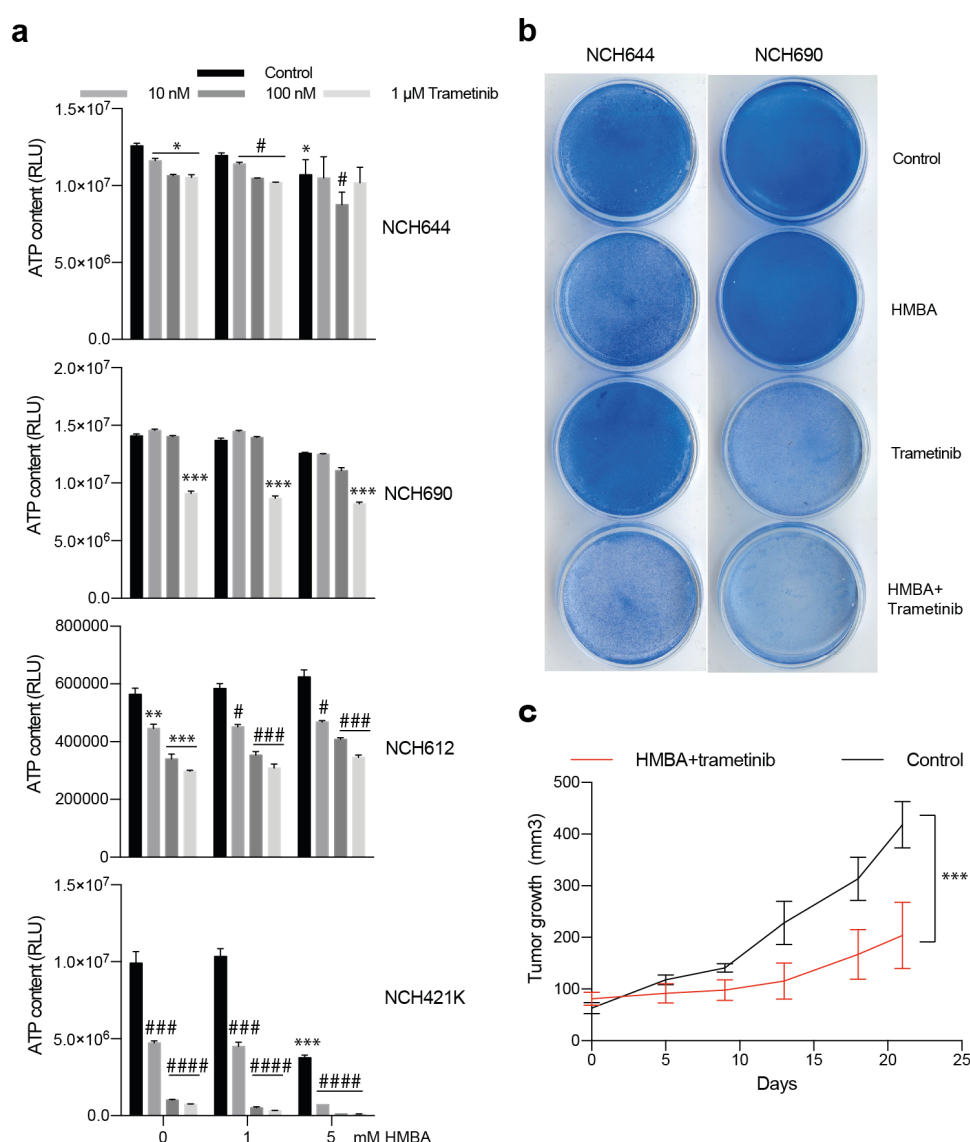 a
Control
10 nM 100 nM 1 µM Trametinib
ATP content (RLU)
1.5×10⁷
1.0×10⁷
5.0×10⁶
0.0
* # * #
NCH644
ATP content (RLU)
2.0×10⁷
1.5×10⁷
1.0×10⁷
5.0×10⁶
0.0
*** *** ***
NCH690
ATP content (RLU)
800000
600000
400000
200000
0
** *** # ### # ###
NCH612
ATP content (RLU)
1.5×10⁷
1.0×10⁷
5.0×10⁶
0.0
### #### ### #### *** ####
NCH421K
0 1 5 mM HMBA
b
NCH644 NCH690
Control
HMBA
Trametinib
HMBA+
Trametinib
c
HMBA+trametinib Control
Tumor growth (mm3)
500
400
300
200
100
0
***
0 5 10 15 20 25
Days